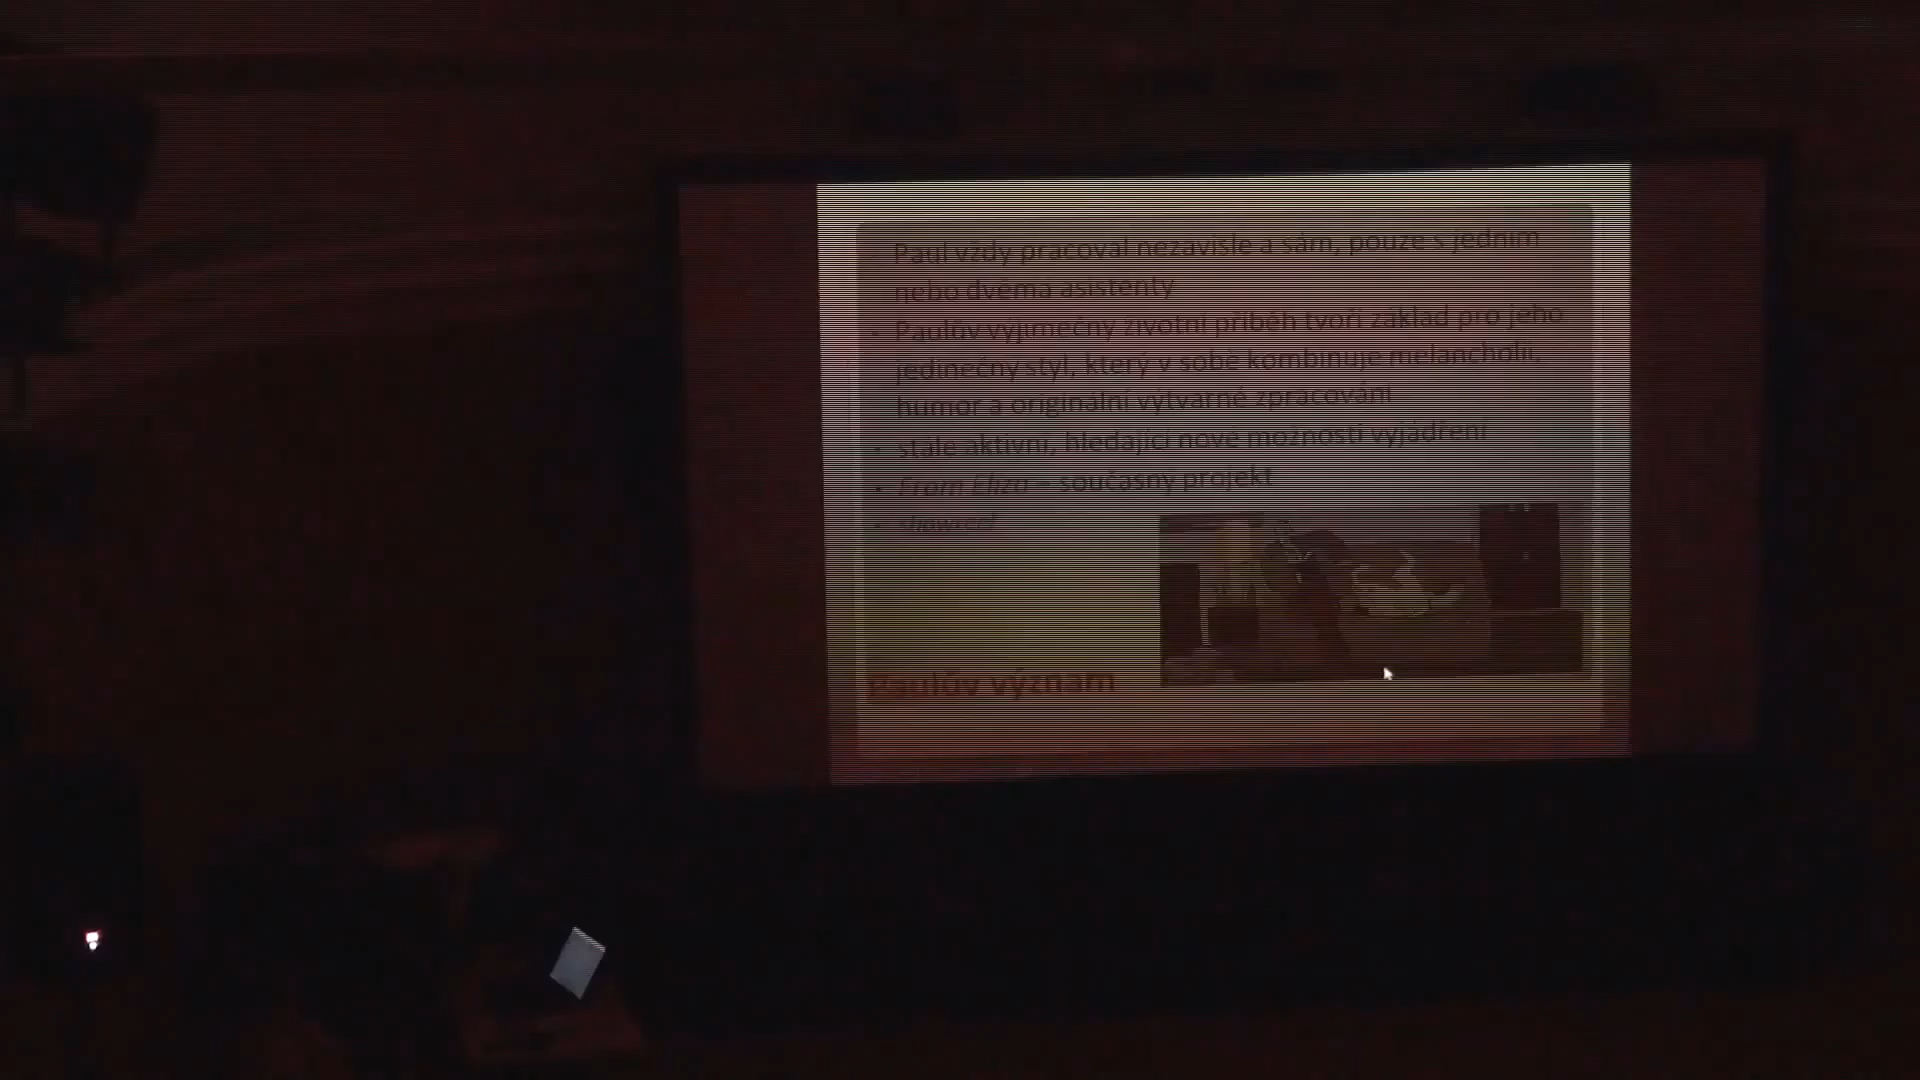 - Paul vždy pracoval nezávisle a sám, pouze s jedním
nebo dvěma asistenty
- Paulův výjimečný životní příběh tvoří základ pro jeho
jedinečný styl, který v sobě kombinuje melancholii,
humor a originální výtvarné zpracování
- stále aktivní, hledající nové možnosti vyjádření
- From Eliza – současný projekt
- showreel
Paulův význam